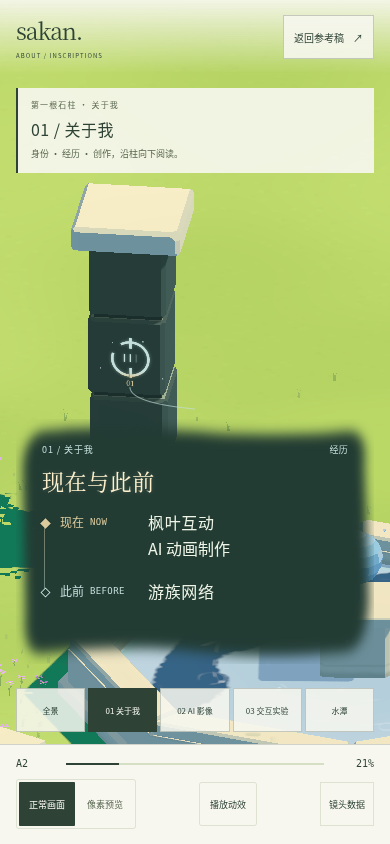 sakan.
ABOUT / INSCRIPTIONS
返回参考稿 ↗
第一根石柱 · 关于我
01 / 关于我
身份 · 经历 · 创作，沿柱向下阅读。
01
01 / 关于我
经历
现在与此前
现在 NOW
枫叶互动
AI 动画制作
此前 BEFORE
游族网络
全景
01 关于我
02 AI 影像
03 交互实验
水潭
A2
21%
正常画面
像素预览
播放动效
镜头数据